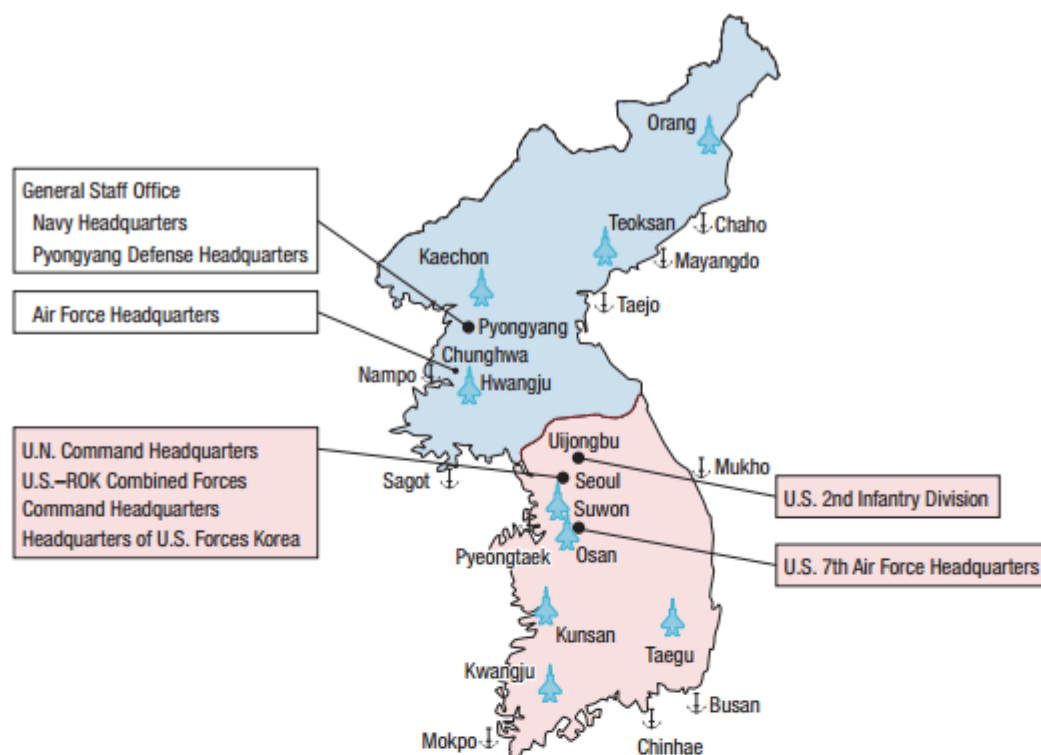 Orang
General Staff Office
Navy Headquarters
Pyongyang Defense Headquarters
Teoksan
Chaho
Kaechon
Mayangdo
Air Force Headquarters
Taejo
Pyongyang
Chunghwa
Nampo
Hwangju
U.N. Command Headquarters
U.S.–ROK Combined Forces
Command Headquarters
Headquarters of U.S. Forces Korea
Uijongbu
Mukho
Sagot
Seoul
U.S. 2nd Infantry Division
Suwon
Pyeongtaek
Osan
U.S. 7th Air Force Headquarters
Kunsan
Taegu
Kwangju
Busan
Mokpo
Chinhae